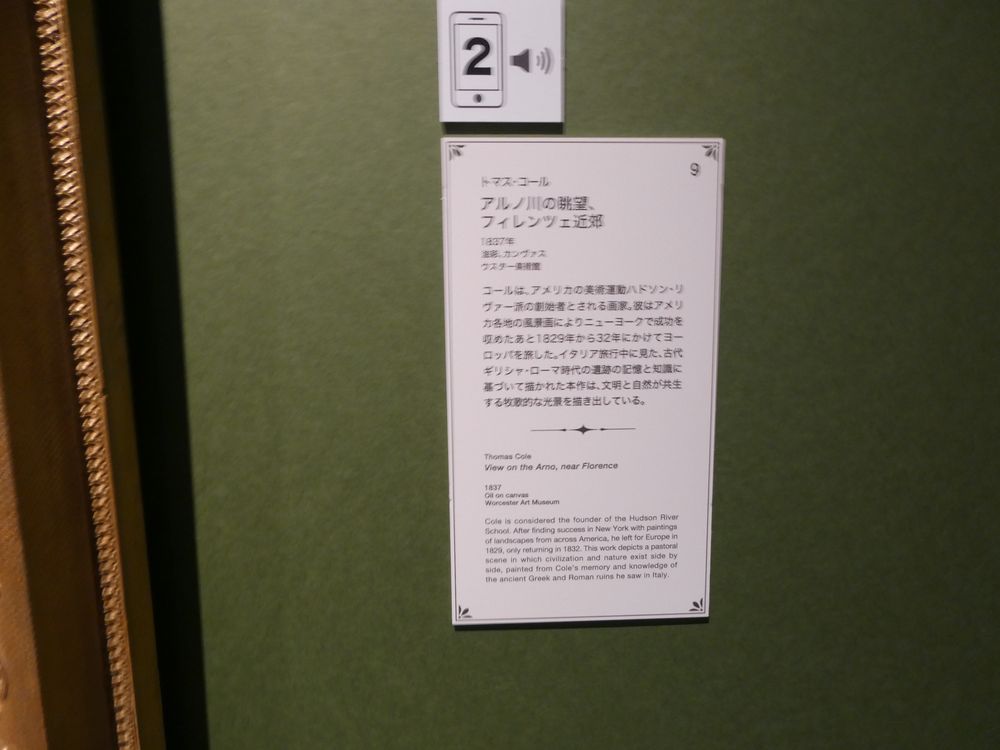 2
9
トマス・コール
アルノ川の眺望、
フィレンツェ近郊
1837年
油彩、カンヴァス
ウスター美術館
コールは、アメリカの美術運動ハドソン・リ
ヴァー派の創始者とされる画家。彼はアメリ
カ各地の風景画によりニューヨークで成功を
収めたあと1829年から32年にかけてヨー
ロッパを旅した。イタリア旅行中に見た、古代
ギリシャ・ローマ時代の遺跡の記憶と知識に
基づいて描かれた本作は、文明と自然が共生
する牧歌的な光景を描き出している。
Thomas Cole
View on the Arno, near Florence
1837
Oil on canvas
Worcester Art Museum
Cole is considered the founder of the Hudson River
School. After finding success in New York with paintings
of landscapes from across America, he left for Europe in
1829, only returning in 1832. This work depicts a pastoral
scene in which civilization and nature exist side by
side, painted from Cole's memory and knowledge of
the ancient Greek and Roman ruins he saw in Italy.